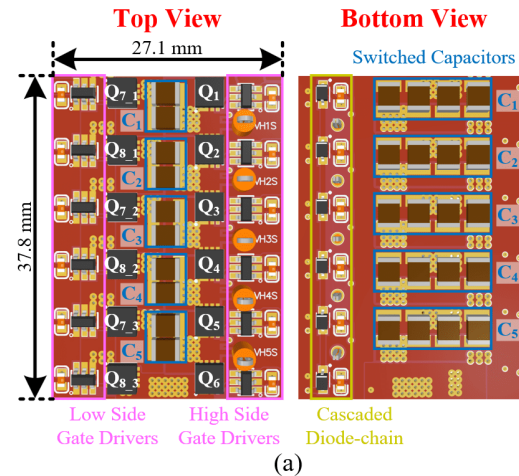 Top View
Bottom View
27.1 mm
Switched Capacitors
37.8 mm
Q7_1
Q1
C1
VH1S
Q8_1
Q2
C2
VH2S
Q7_2
Q3
C3
VH3S
Q8_2
Q4
C4
VH4S
Q7_3
Q5
C5
VH5S
Q8_3
Q6
C1
C2
C3
C4
C5
Low Side
Gate Drivers
High Side
Gate Drivers
Cascaded
Diode-chain
(a)